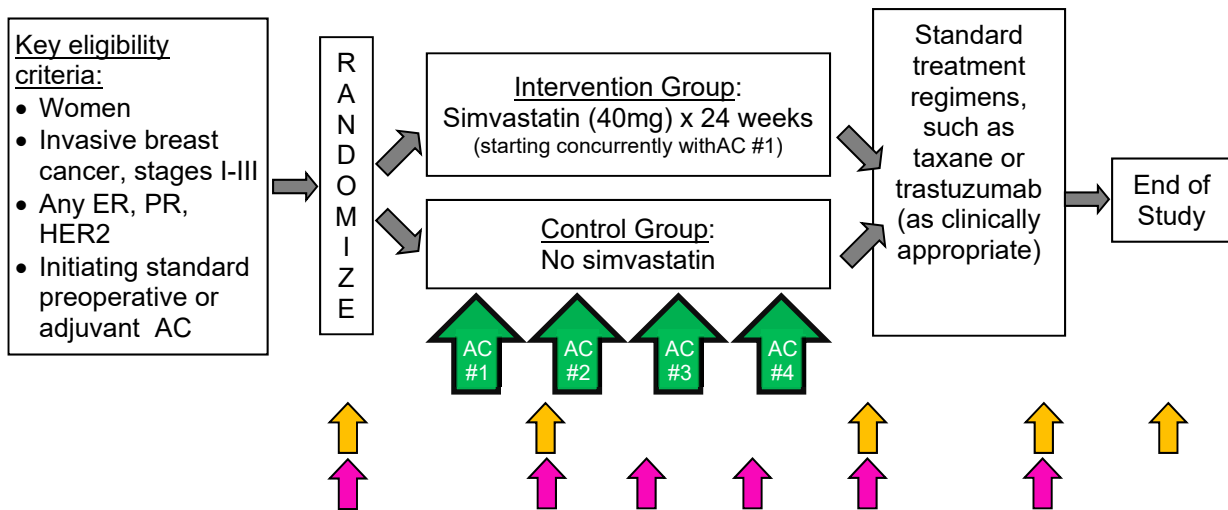 Key eligibility
criteria:
• Women
• Invasive breast
cancer, stages I-III
• Any ER, PR,
HER2
• Initiating standard
preoperative or
adjuvant AC
R
A
N
D
O
M
I
Z
E
Intervention Group:
Simvastatin (40mg) x 24 weeks
(starting concurrently withAC #1)
Control Group:
No simvastatin
AC
#1
AC
#2
AC
#3
AC
#4
Standard
treatment
regimens,
such as
taxane or
trastuzumab
(as clinically
appropriate)
End of
Study